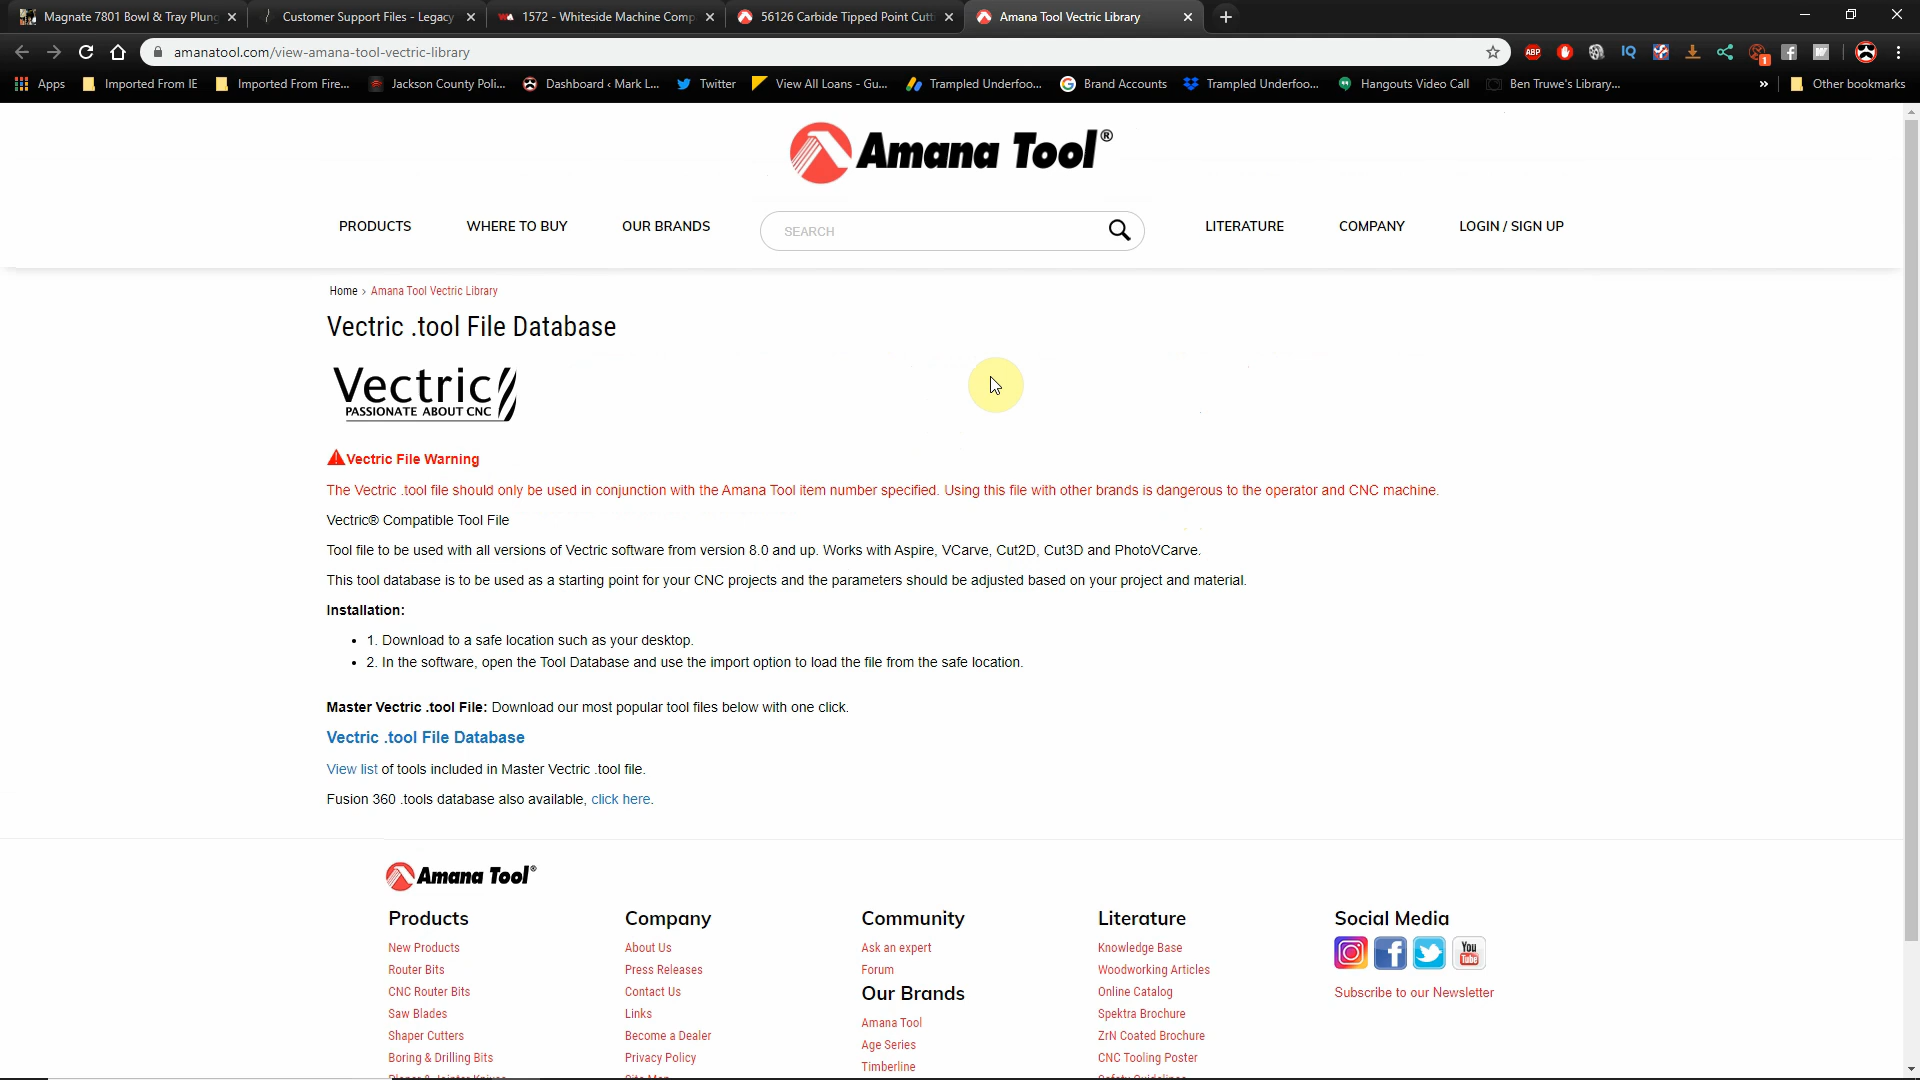 Magnate 7801 Bowl & Tray Plung
Customer Support Files - Legacy
1572 - Whiteside Machine Comp
56126 Carbide Tipped Point Cutt
Amana Tool Vectric Library
amanatool.com/view-amana-tool-vectric-library
ABP
IQ
1
Apps
Imported From IE
Imported From Fire...
Jackson County Poli...
Dashboard ‹ Mark L...
Twitter
View All Loans - Gu...
Trampled Underfoo...
Brand Accounts
Trampled Underfoo...
Hangouts Video Call
Ben Truwe's Library...
»
Other bookmarks
Amana Tool®
PRODUCTS
WHERE TO BUY
OUR BRANDS
SEARCH
LITERATURE
COMPANY
LOGIN / SIGN UP
Home › Amana Tool Vectric Library
Vectric .tool File Database
Vectric
PASSIONATE ABOUT CNC
Vectric File Warning
The Vectric .tool file should only be used in conjunction with the Amana Tool item number specified. Using this file with other brands is dangerous to the operator and CNC machine.
Vectric® Compatible Tool File
Tool file to be used with all versions of Vectric software from version 8.0 and up. Works with Aspire, VCarve, Cut2D, Cut3D and PhotoVCarve.
This tool database is to be used as a starting point for your CNC projects and the parameters should be adjusted based on your project and material.
Installation:
• 1. Download to a safe location such as your desktop.
• 2. In the software, open the Tool Database and use the import option to load the file from the safe location.
Master Vectric .tool File: Download our most popular tool files below with one click.
Vectric .tool File Database
View list of tools included in Master Vectric .tool file.
Fusion 360 .tools database also available, click here.
Amana Tool®
Products
New Products
Router Bits
CNC Router Bits
Saw Blades
Shaper Cutters
Boring & Drilling Bits
Company
About Us
Press Releases
Contact Us
Links
Become a Dealer
Privacy Policy
Community
Ask an expert
Forum
Our Brands
Amana Tool
Age Series
Timberline
Literature
Knowledge Base
Woodworking Articles
Online Catalog
Spektra Brochure
ZrN Coated Brochure
CNC Tooling Poster
Social Media
You
Tube
Subscribe to our Newsletter